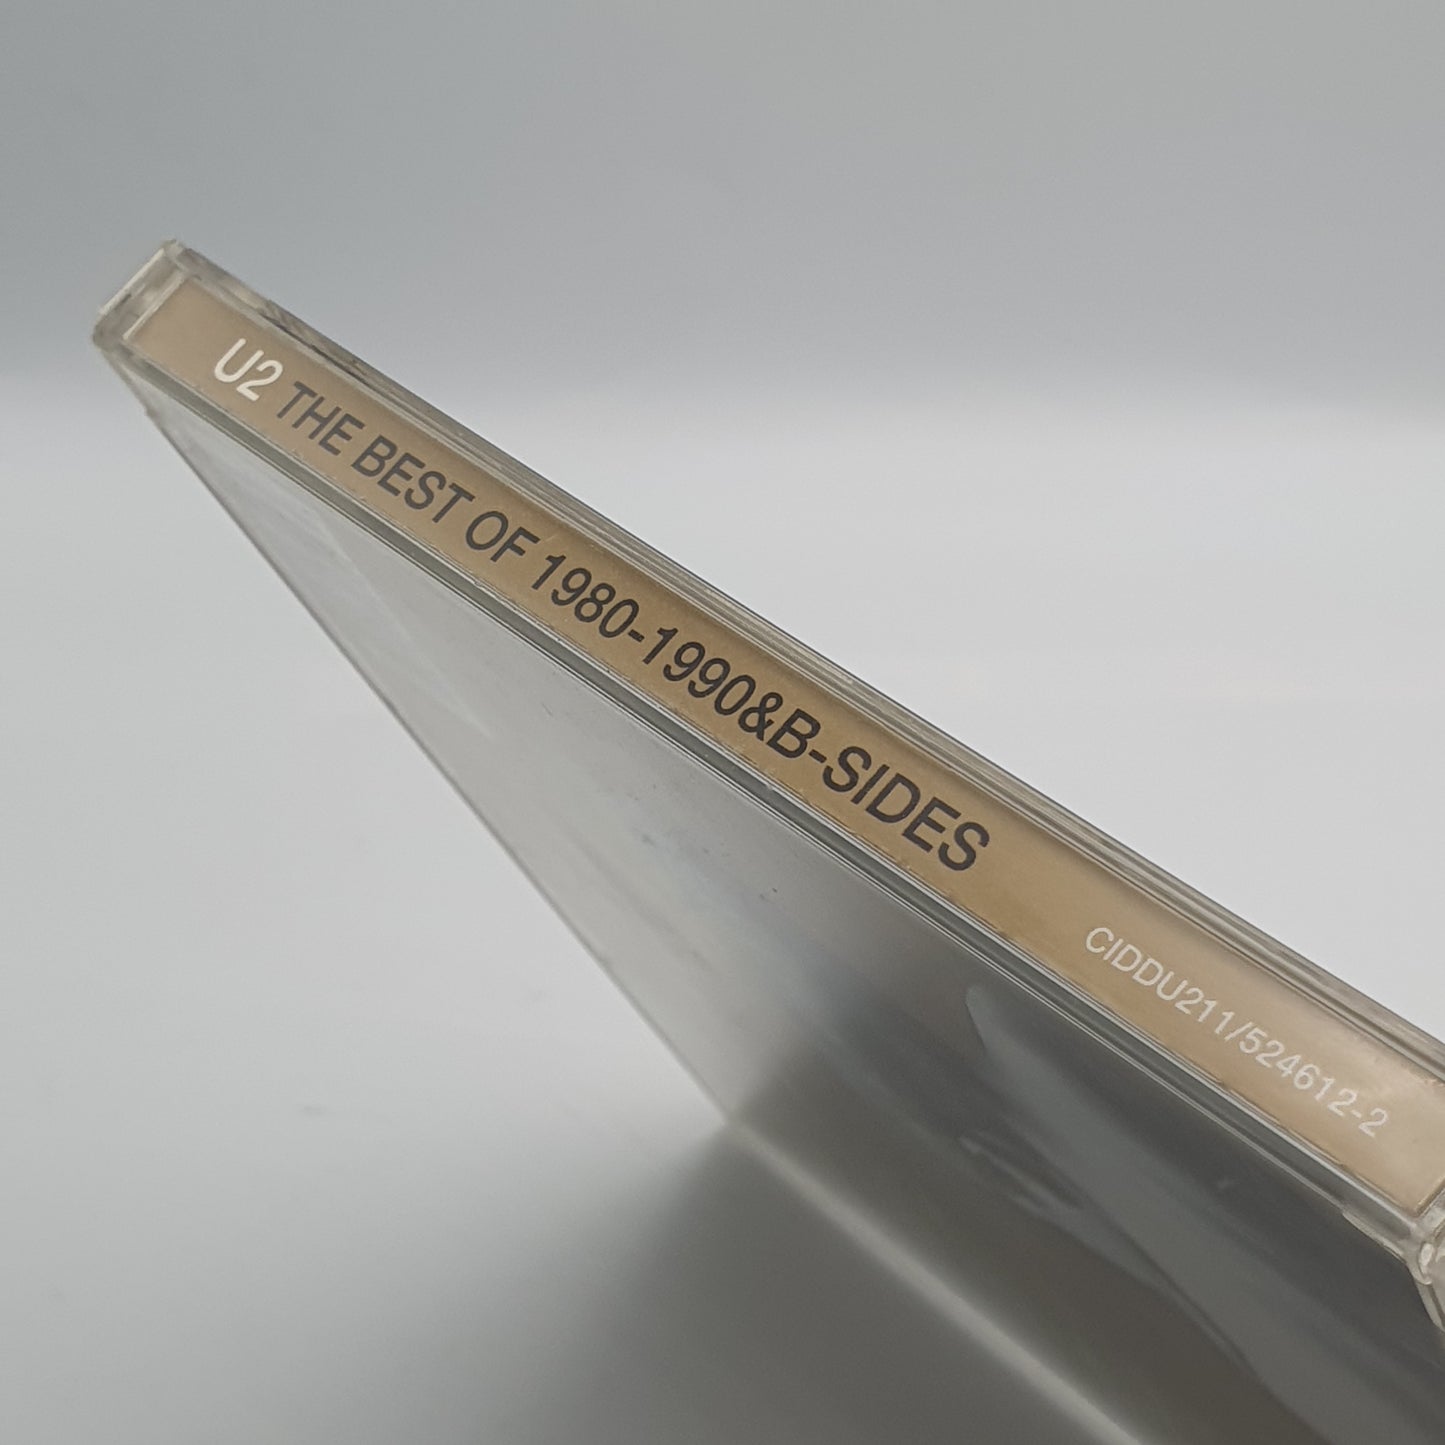 U2 THE BEST OF 1980-1990&B-SIDES
CIDDU211/524612-2